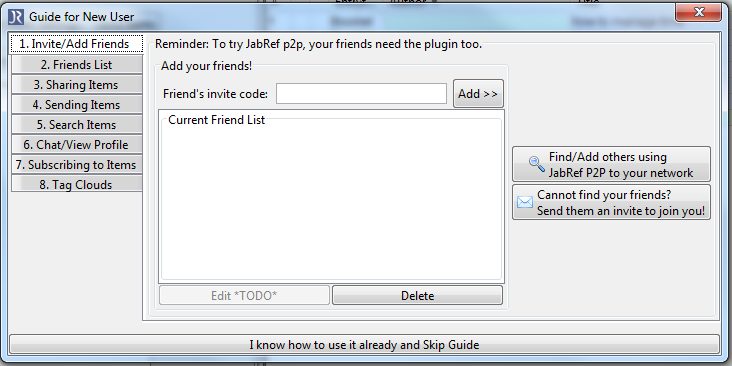 Guide for New User
1. Invite/Add Friends
2. Friends List
3. Sharing Items
4. Sending Items
5. Search Items
6. Chat/View Profile
7. Subscribing to Items
8. Tag Clouds
Reminder: To try JabRef p2p, your friends need the plugin too.
Add your friends!
Friend's invite code:
Add >>
Current Friend List
Edit *TODO*
Delete
Find/Add others using
JabRef P2P to your network
Cannot find your friends?
Send them an invite to join you!
I know how to use it already and Skip Guide